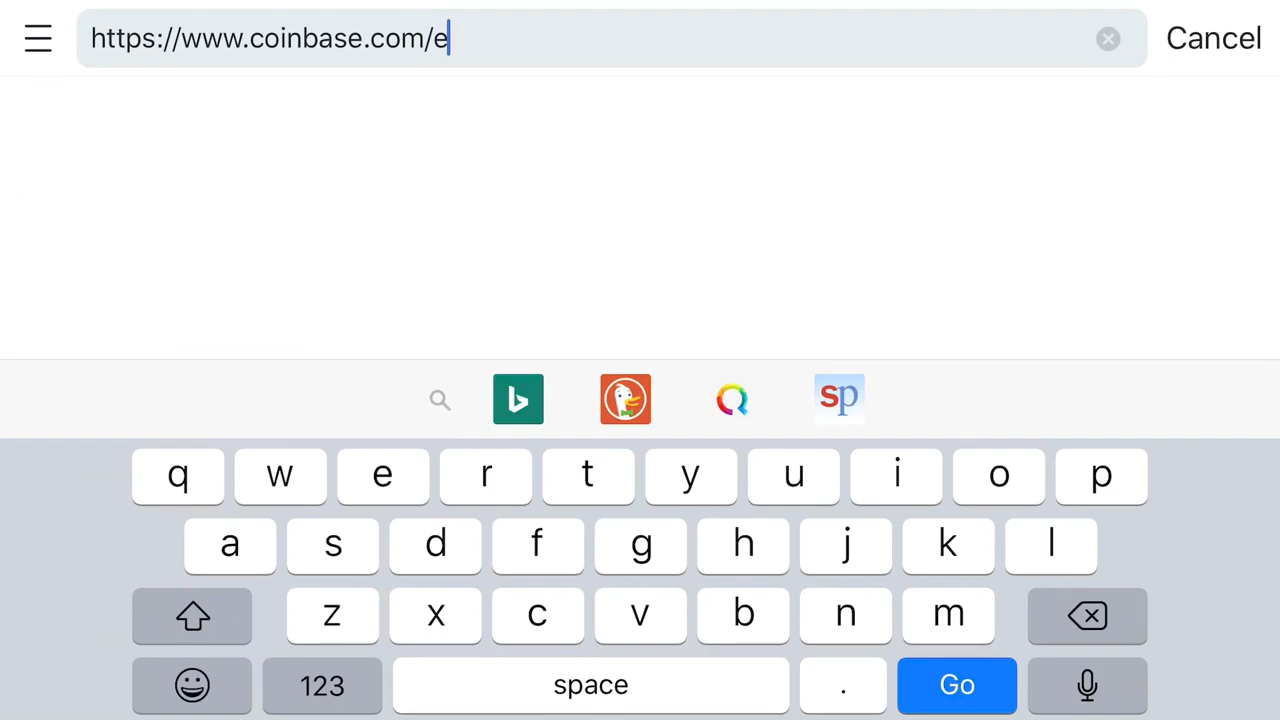 https://www.coinbase.com/e
Cancel
b
sp
q w e r t y u i o p
a s d f g h j k l
z x c v b n m
123 space . Go